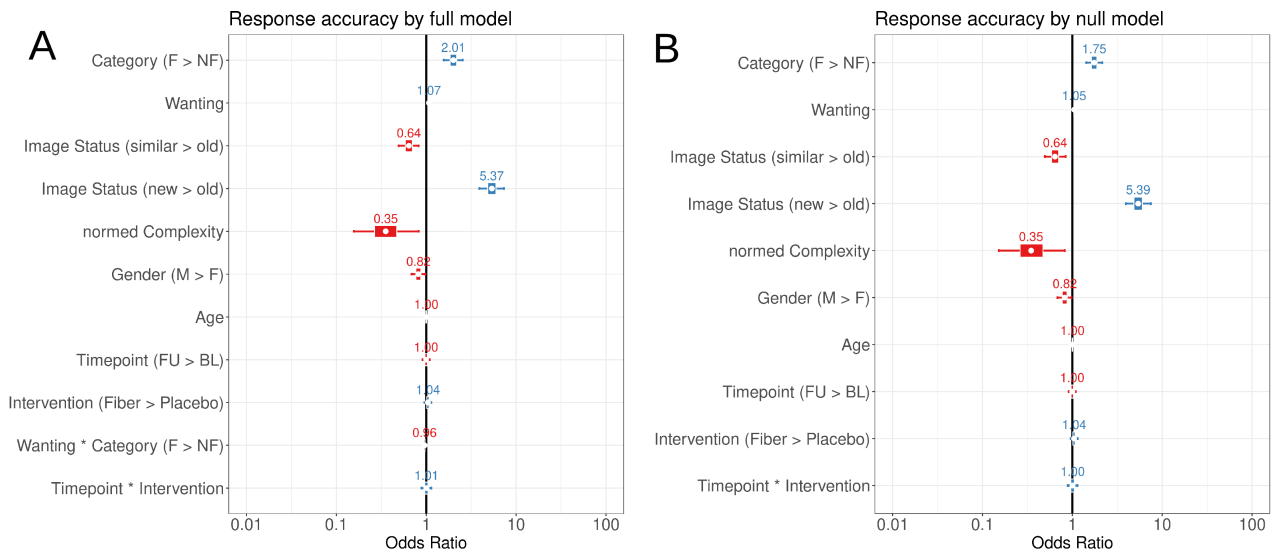 A
Response accuracy by full model
Category (F > NF)
2.01
Wanting
1.07
Image Status (similar > old)
0.64
Image Status (new > old)
5.37
normed Complexity
0.35
Gender (M > F)
0.82
Age
1.00
Timepoint (FU > BL)
1.00
Intervention (Fiber > Placebo)
1.04
Wanting * Category (F > NF)
0.96
Timepoint * Intervention
1.01
0.01 0.1 1 10 100
Odds Ratio
B
Response accuracy by null model
Category (F > NF)
1.75
Wanting
1.05
Image Status (similar > old)
0.64
Image Status (new > old)
5.39
normed Complexity
0.35
Gender (M > F)
0.82
Age
1.00
Timepoint (FU > BL)
1.00
Intervention (Fiber > Placebo)
1.04
Timepoint * Intervention
1.00
0.01 0.1 1 10 100
Odds Ratio